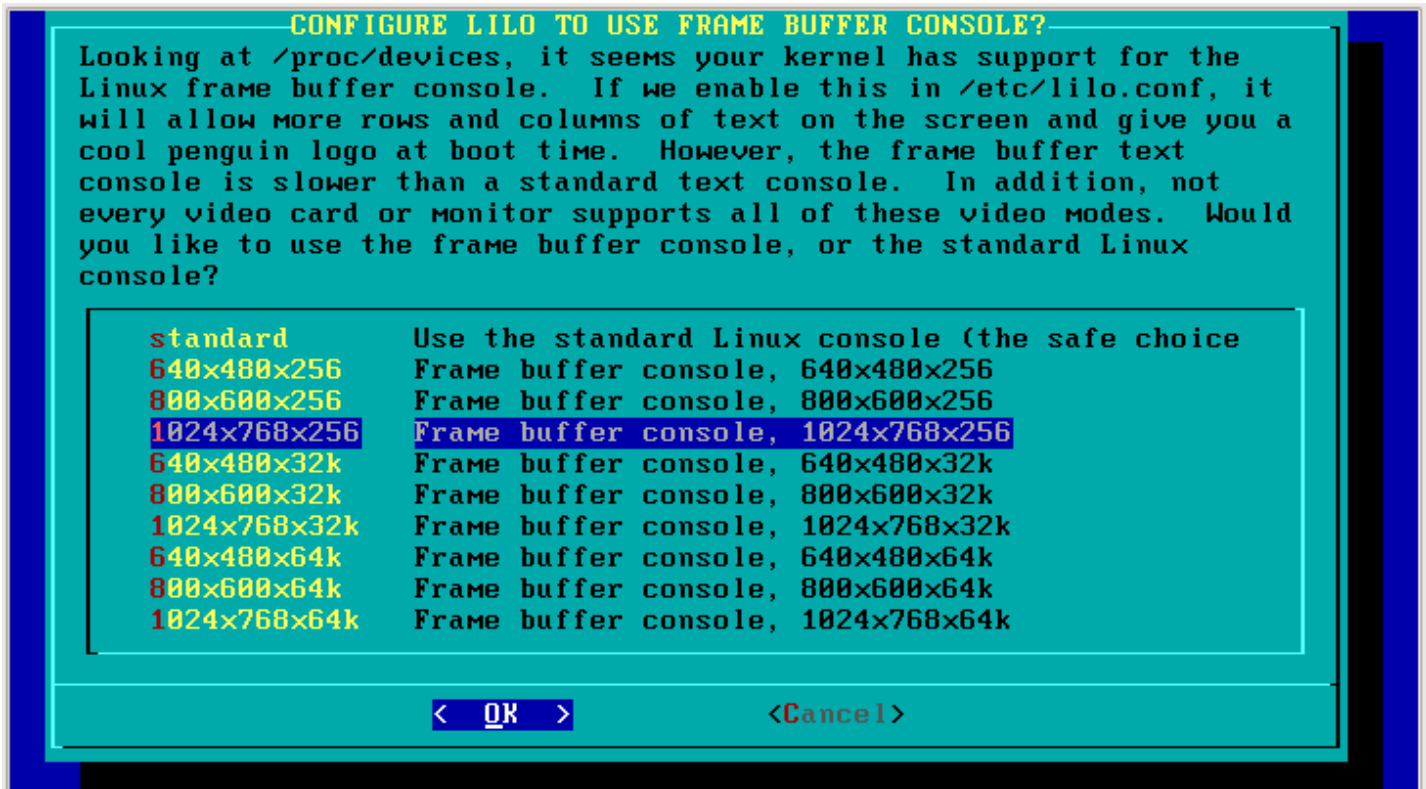 CONFIGURE LILO TO USE FRAME BUFFER CONSOLE?
Looking at /proc/devices, it seems your kernel has support for the
Linux frame buffer console.  If we enable this in /etc/lilo.conf, it
will allow more rows and columns of text on the screen and give you a
cool penguin logo at boot time.  However, the frame buffer text
console is slower than a standard text console.  In addition, not
every video card or monitor supports all of these video modes.  Would
you like to use the frame buffer console, or the standard Linux
console?
standard Use the standard Linux console (the safe choice
640x480x256 Frame buffer console, 640x480x256
800x600x256 Frame buffer console, 800x600x256
1024x768x256 Frame buffer console, 1024x768x256
640x480x32k Frame buffer console, 640x480x32k
800x600x32k Frame buffer console, 800x600x32k
1024x768x32k Frame buffer console, 1024x768x32k
640x480x64k Frame buffer console, 640x480x64k
800x600x64k Frame buffer console, 800x600x64k
1024x768x64k Frame buffer console, 1024x768x64k
< OK > <Cancel>